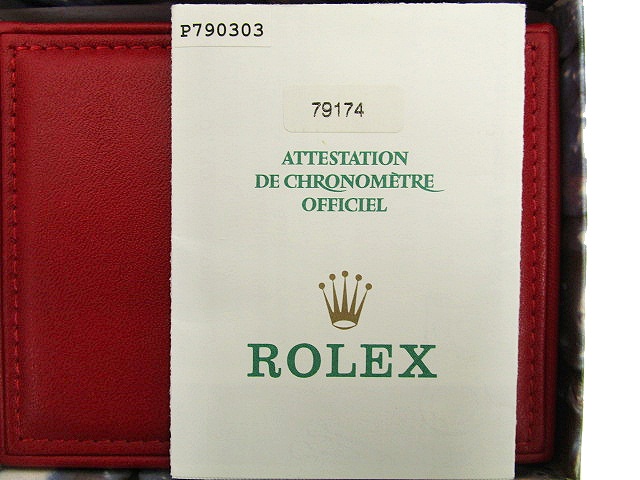 P790303
79174
ATTESTATION
DE CHRONOMÈTRE
OFFICIEL
ROLEX